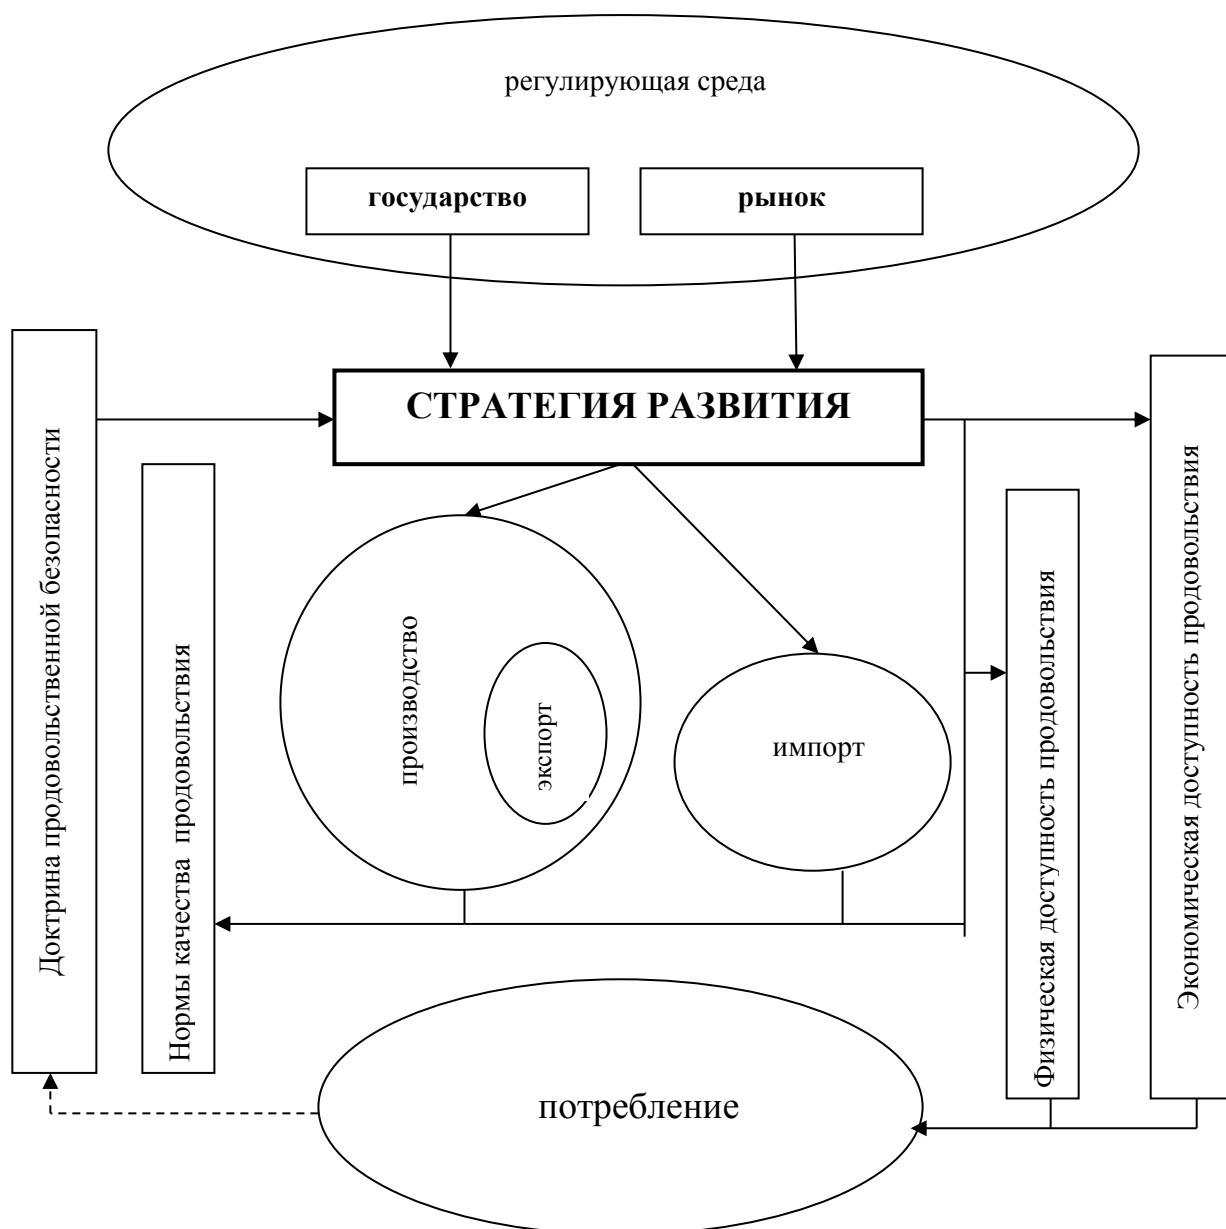 регулирующая среда
государство
рынок
СТРАТЕГИЯ РАЗВИТИЯ
Доктрина продовольственной безопасности
Нормы качества продовольствия
производство
экспорт
импорт
Физическая доступность продовольствия
Экономическая доступность продовольствия
потребление